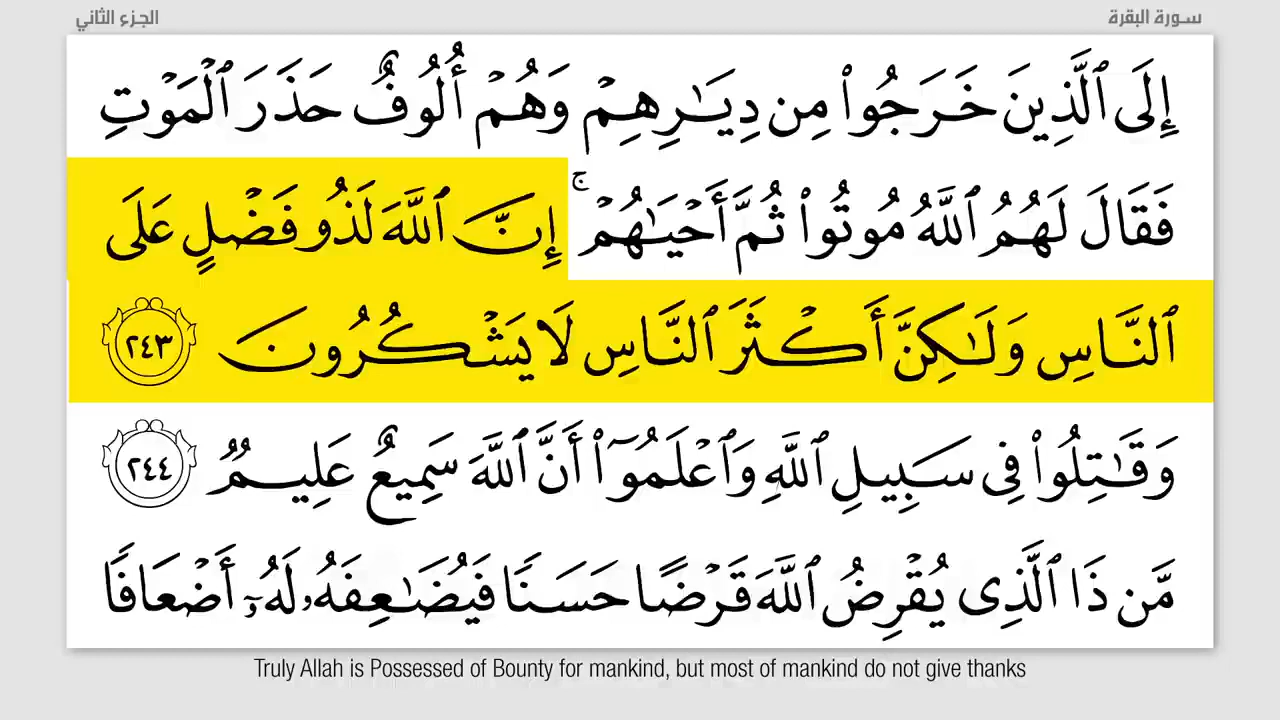 سورة البقرة
الجزء الثاني
إِلَى ٱلَّذِينَ خَرَجُوا۟ مِن دِيَـٰرِهِمْ وَهُمْ أُلُوفٌ حَذَرَ ٱلْمَوْتِ
فَقَالَ لَهُمُ ٱللَّهُ مُوتُوا۟ ثُمَّ أَحْيَـٰهُمْ ۚ إِنَّ ٱللَّهَ لَذُو فَضْلٍ عَلَى
ٱلنَّاسِ وَلَـٰكِنَّ أَكْثَرَ ٱلنَّاسِ لَا يَشْكُرُونَ ٢٤٣
وَقَـٰتِلُوا۟ فِى سَبِيلِ ٱللَّهِ وَٱعْلَمُوٓا۟ أَنَّ ٱللَّهَ سَمِيعٌ عَلِيمٌ ٢٤٤
مَّن ذَا ٱلَّذِى يُقْرِضُ ٱللَّهَ قَرْضًا حَسَنًا فَيُضَـٰعِفَهُۥ لَهُۥٓ أَضْعَافًا
Truly Allah is Possessed of Bounty for mankind, but most of mankind do not give thanks